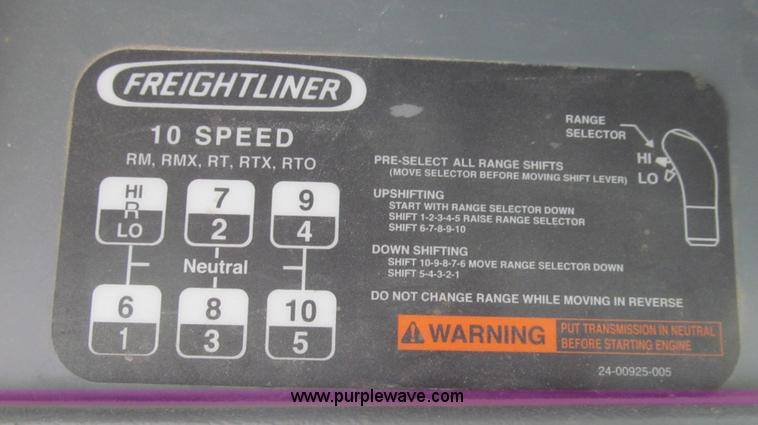 FREIGHTLINER
10 SPEED
RM, RMX, RT, RTX, RTO
HI
R
LO
7
2
9
4
Neutral
6
1
8
3
10
5
RANGE
SELECTOR
HI
LO
PRE-SELECT ALL RANGE SHIFTS
(MOVE SELECTOR BEFORE MOVING SHIFT LEVER)
UPSHIFTING
START WITH RANGE SELECTOR DOWN
SHIFT 1-2-3-4-5 RAISE RANGE SELECTOR
SHIFT 6-7-8-9-10
DOWN SHIFTING
SHIFT 10-9-8-7-6 MOVE RANGE SELECTOR DOWN
SHIFT 5-4-3-2-1
DO NOT CHANGE RANGE WHILE MOVING IN REVERSE
WARNING
PUT TRANSMISSION IN NEUTRAL
BEFORE STARTING ENGINE
24-00925-005
www.purplewave.com